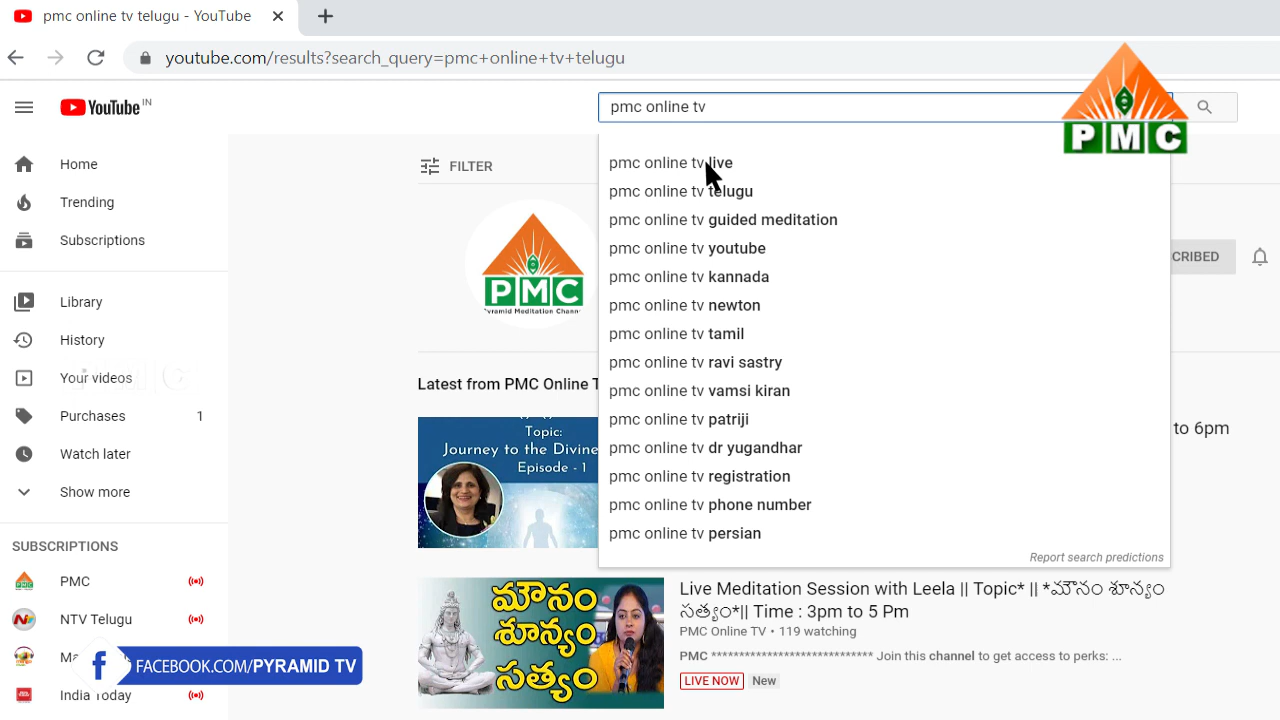 pmc online tv telugu - YouTube
youtube.com/results?search_query=pmc+online+tv+telugu
YouTube IN
pmc online tv
PMC
Home
Trending
Subscriptions
Library
History
Your videos
Purchases 1
Watch later
Show more
SUBSCRIPTIONS
PMC
NTV Telugu
India Today
FACEBOOK.COM/PYRAMID TV
FILTER
pmc online tv live
pmc online tv telugu
pmc online tv guided meditation
pmc online tv youtube
pmc online tv kannada
pmc online tv newton
pmc online tv tamil
pmc online tv ravi sastry
pmc online tv vamsi kiran
pmc online tv patriji
pmc online tv dr yugandhar
pmc online tv registration
pmc online tv phone number
pmc online tv persian
Report search predictions
PMC
Latest from PMC Online
Topic:
Journey to the Divine
Episode - 1
to 6pm
మౌనం
శూన్యం
సత్యం
Live Meditation Session with Leela || Topic* || *మౌనం శూన్యం
సత్యం*|| Time : 3pm to 5 Pm
PMC Online TV • 119 watching
PMC **************************** Join this channel to get access to perks: ...
LIVE NOW New